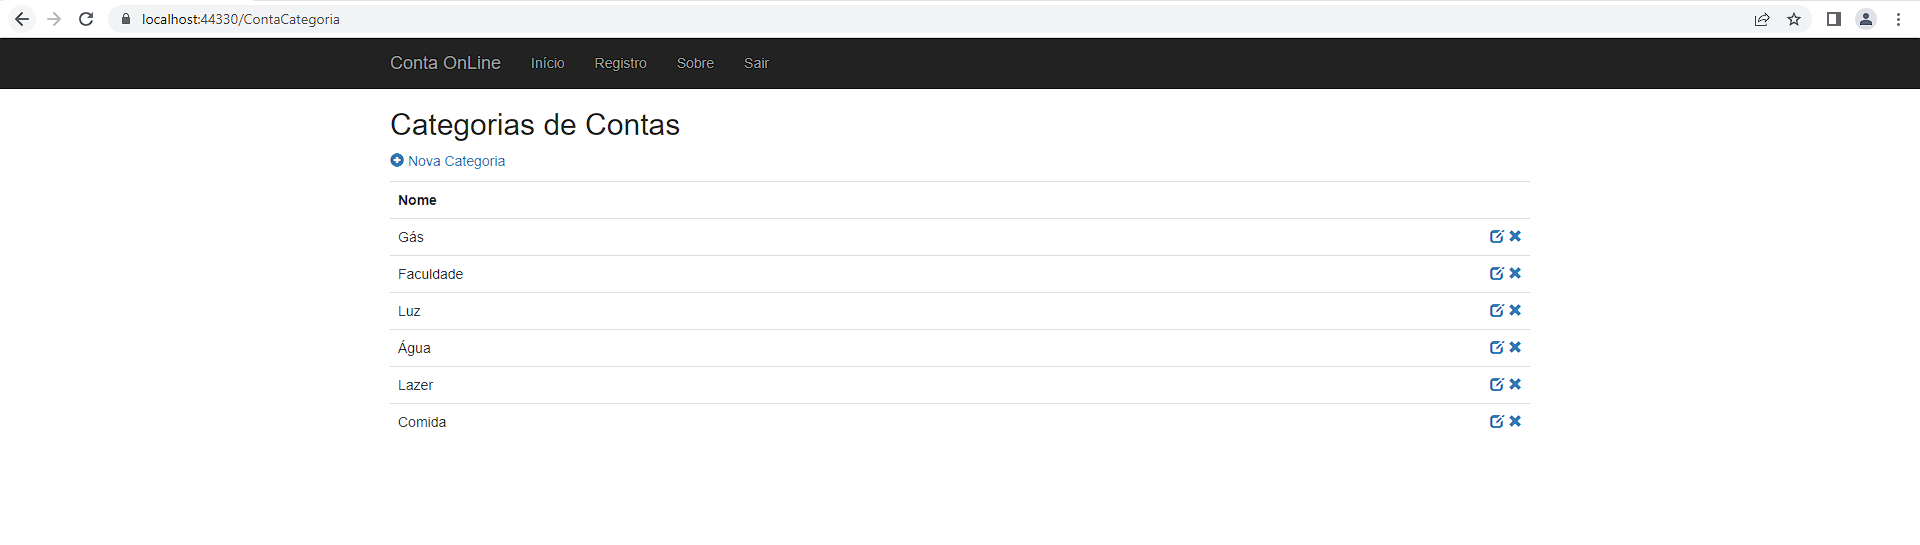 localhost:44330/ContaCategoria
Conta OnLine Início Registro Sobre Sair
Categorias de Contas
Nova Categoria
Nome
Gás
Faculdade
Luz
Água
Lazer
Comida